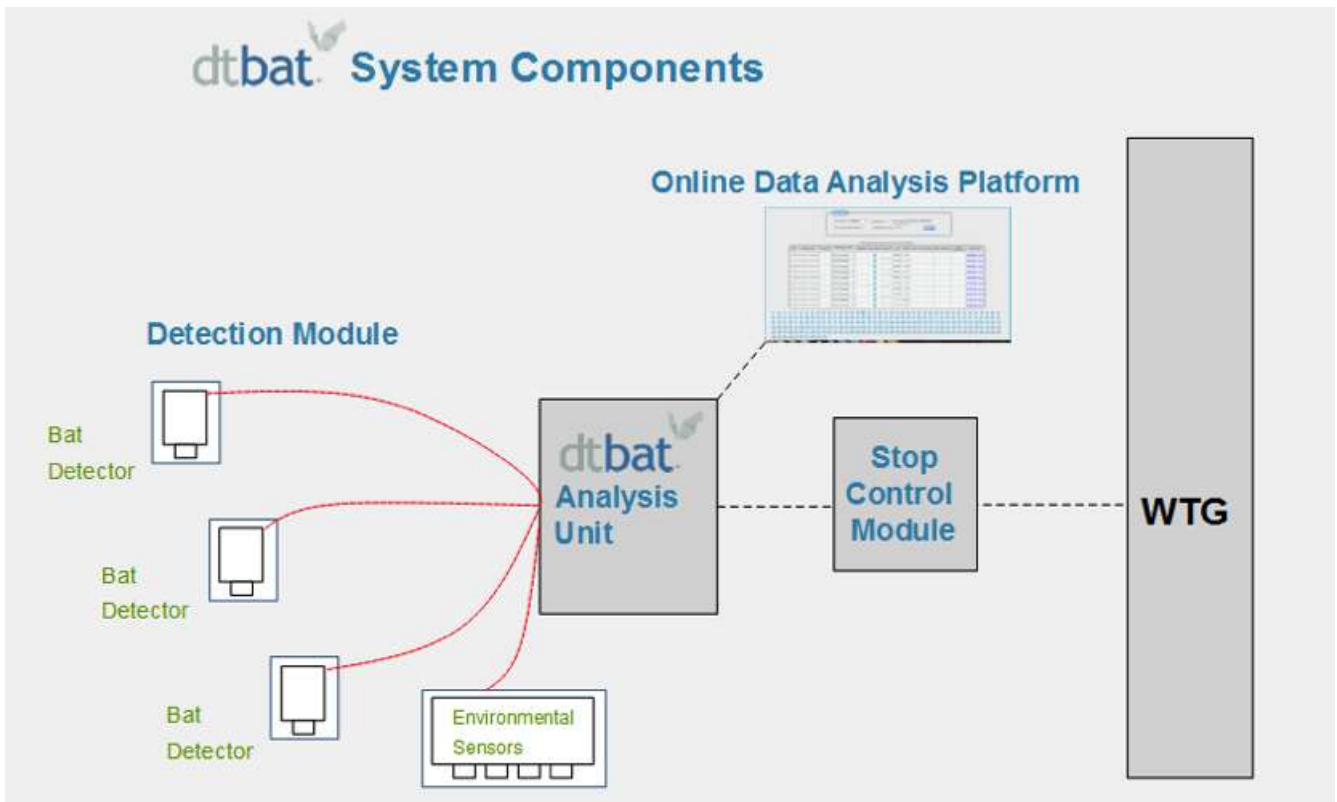 dtbat. System Components
Online Data Analysis Platform
Detection Module
Bat
Detector
Bat
Detector
Bat
Detector
Environmental
Sensors
dtbat.
Analysis
Unit
Stop
Control
Module
WTG